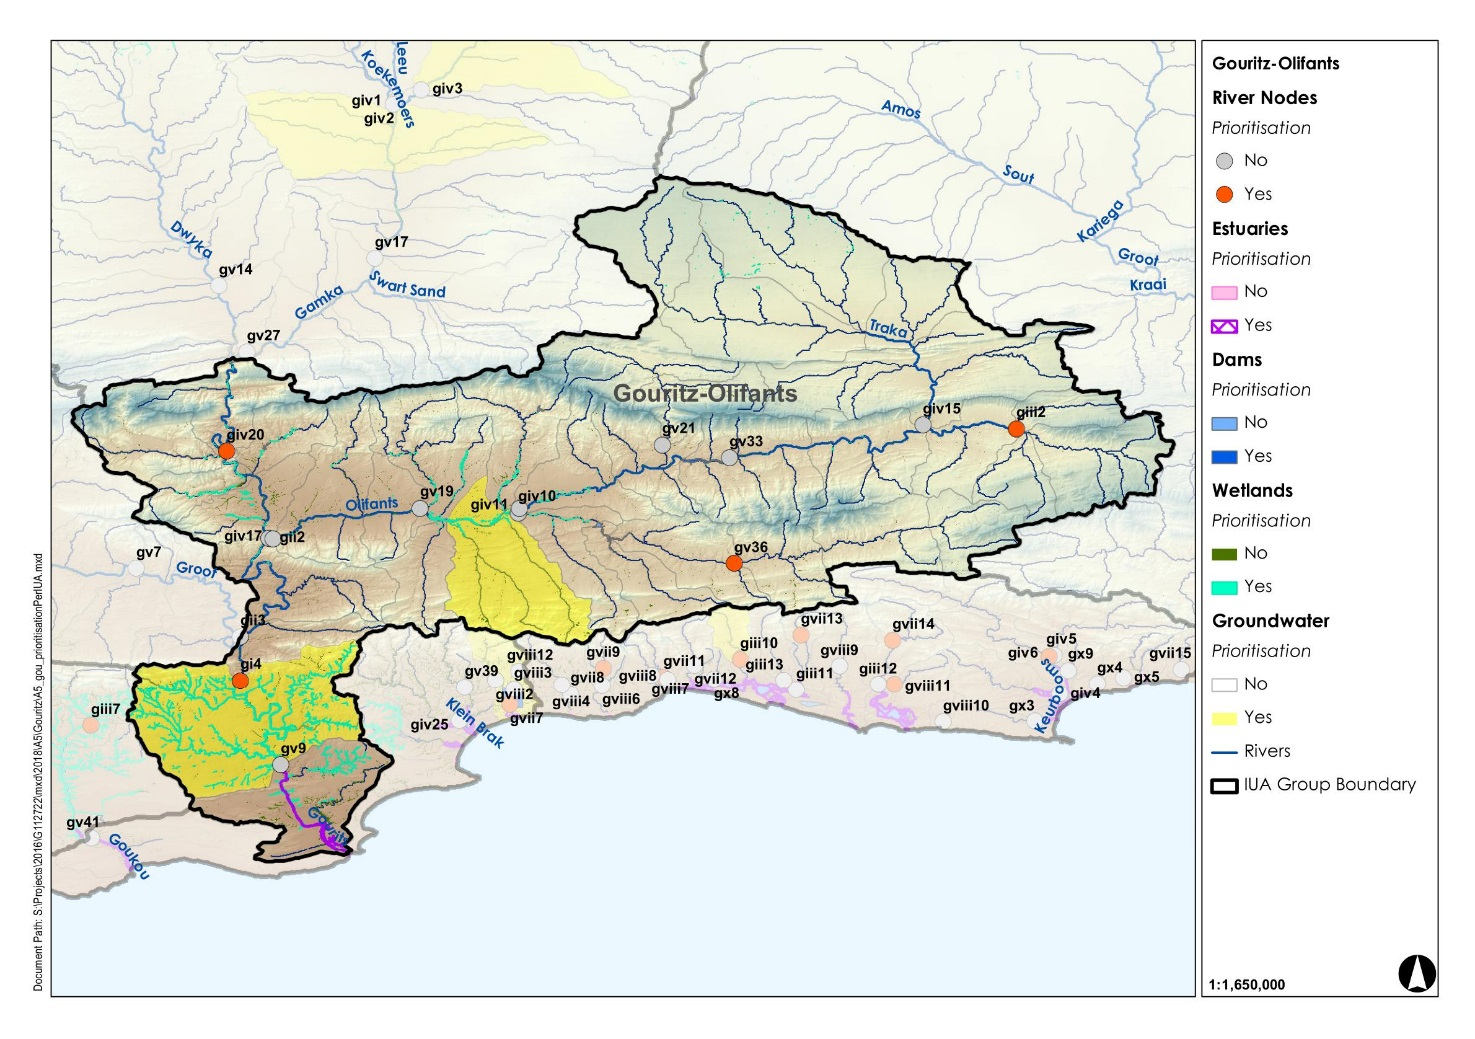 Leeu
Koekemoers
giv3
giv1
giv2
Amos
Sout
Kariega
Groot
Kraai
Dwyka
gv17
gv14
Swart Sand
Gamka
gv27
Traka
Gouritz-Olifants
giv15
giii2
giv20
gv21
gv33
gv19
giv10
Olifants
giv11
giv17
gii2
gv7
Groot
gv36
gii3
gvii13
gvii14
giii10
giv5
gviii12
gvii9
gvii11
gviii9
giv6
gx9
gvii15
gi4
gv39
gviii3
gvii8
gviii8
gvii12
giii13
giii11
giii12
gx4
gx5
gviii2
gviii4
gviii6
gviii7
gx8
gviii11
giv4
giii7
giv25
gvii7
gviii10
gx3
Klein Brak
Keurbooms
gv9
gv41
Gouritz
Goukou
Document Path: S:\Projects\2016\G112722\mxd\2018\A5\Gouritz\A5_gou_prioritisationPerIUA.mxd
Gouritz-Olifants
River Nodes
Prioritisation
No
Yes
Estuaries
Prioritisation
No
Yes
Dams
Prioritisation
No
Yes
Wetlands
Prioritisation
No
Yes
Groundwater
Prioritisation
No
Yes
Rivers
IUA Group Boundary
1:1,650,000